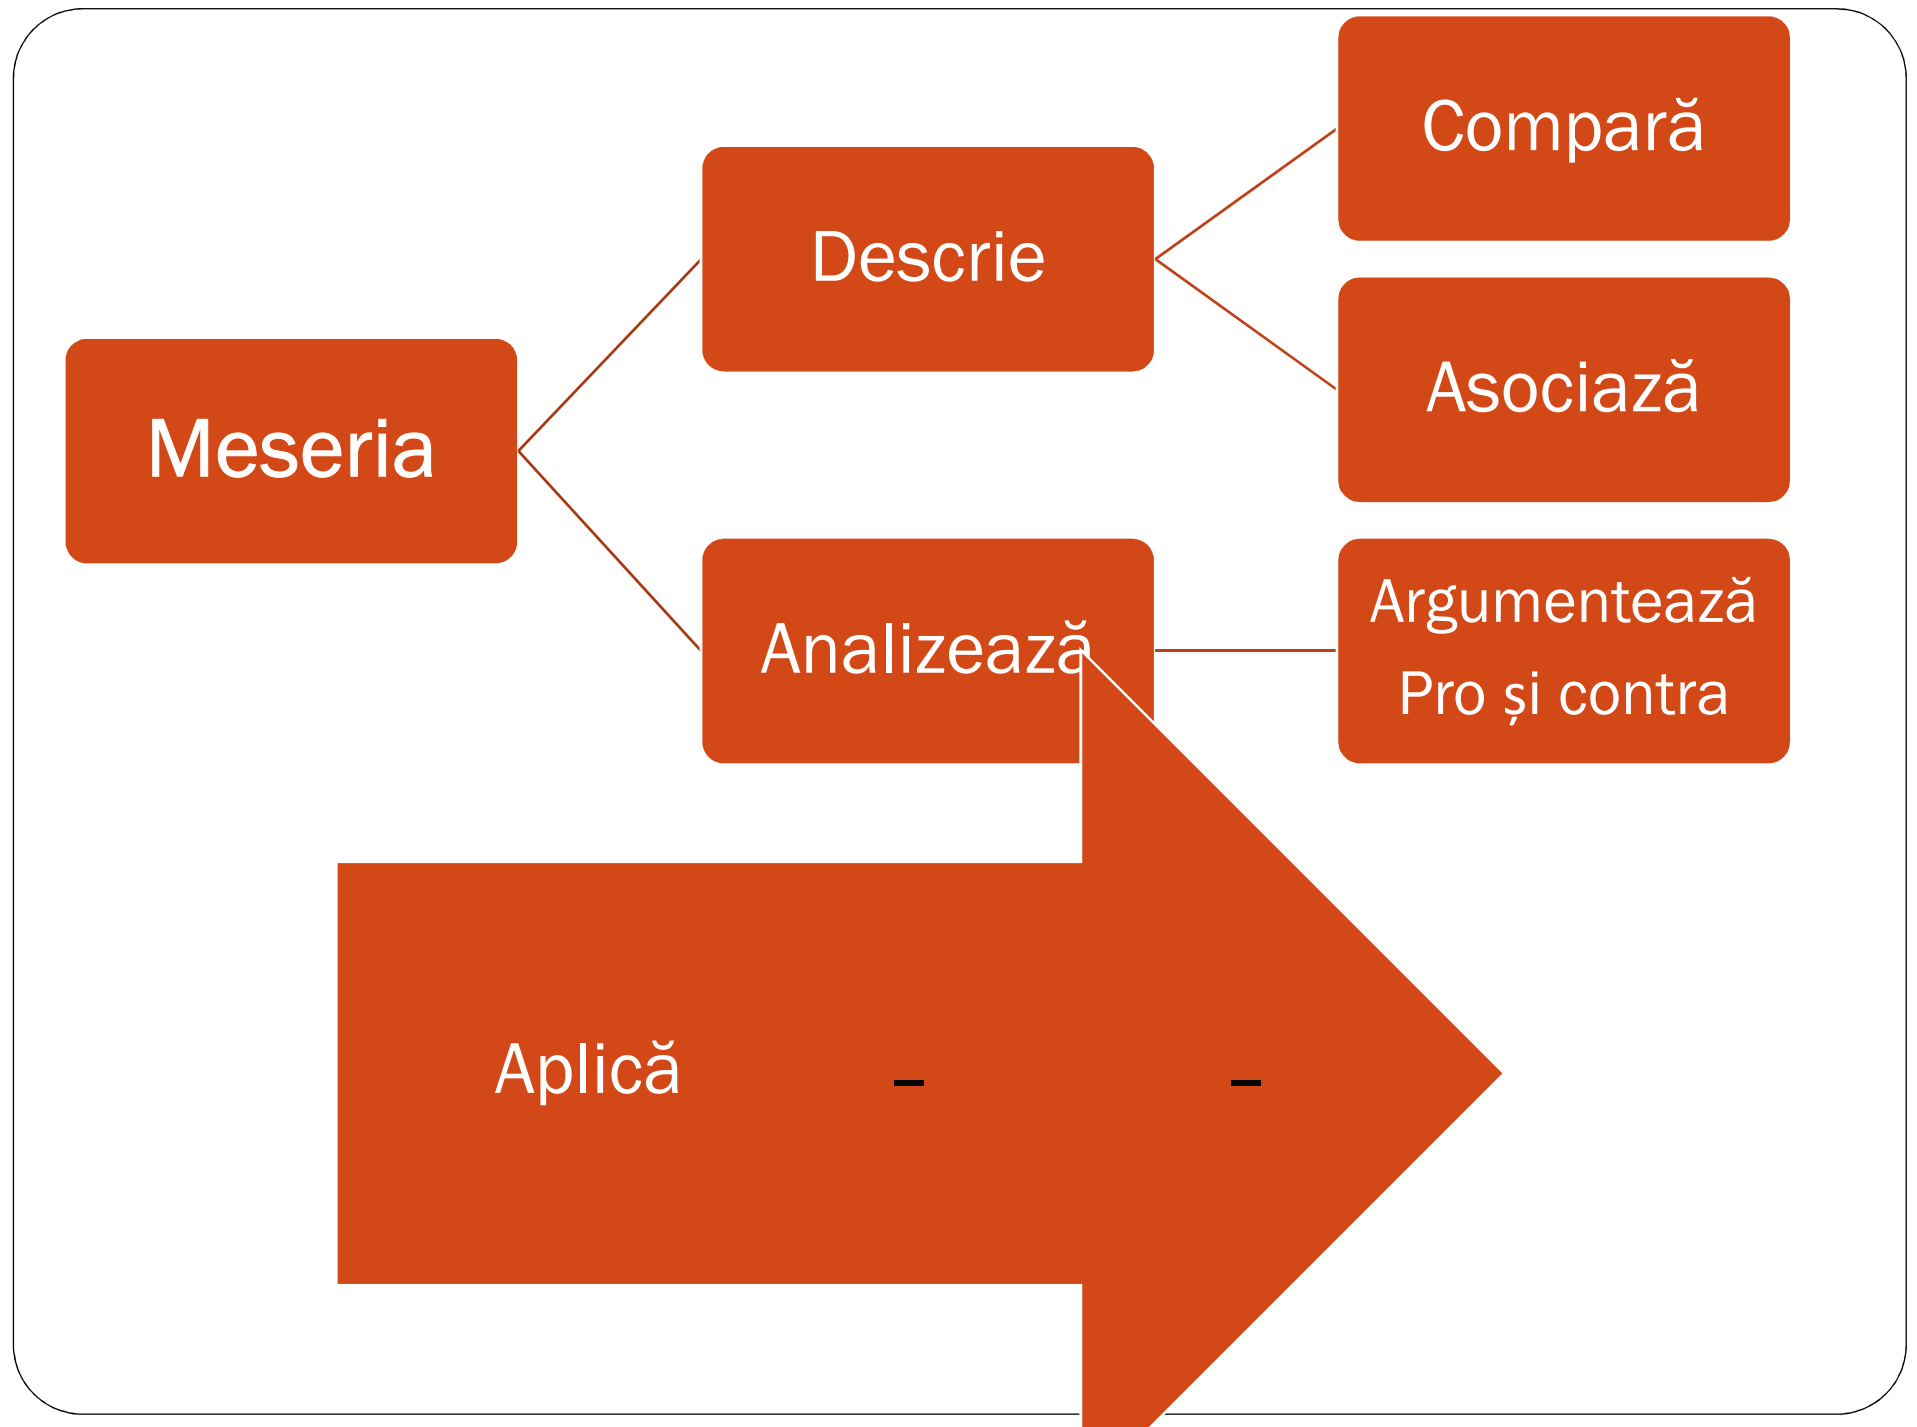 Meseria
Descrie
Compară
Asociază
Analizează
Argumentează
Pro și contra
Aplică – –